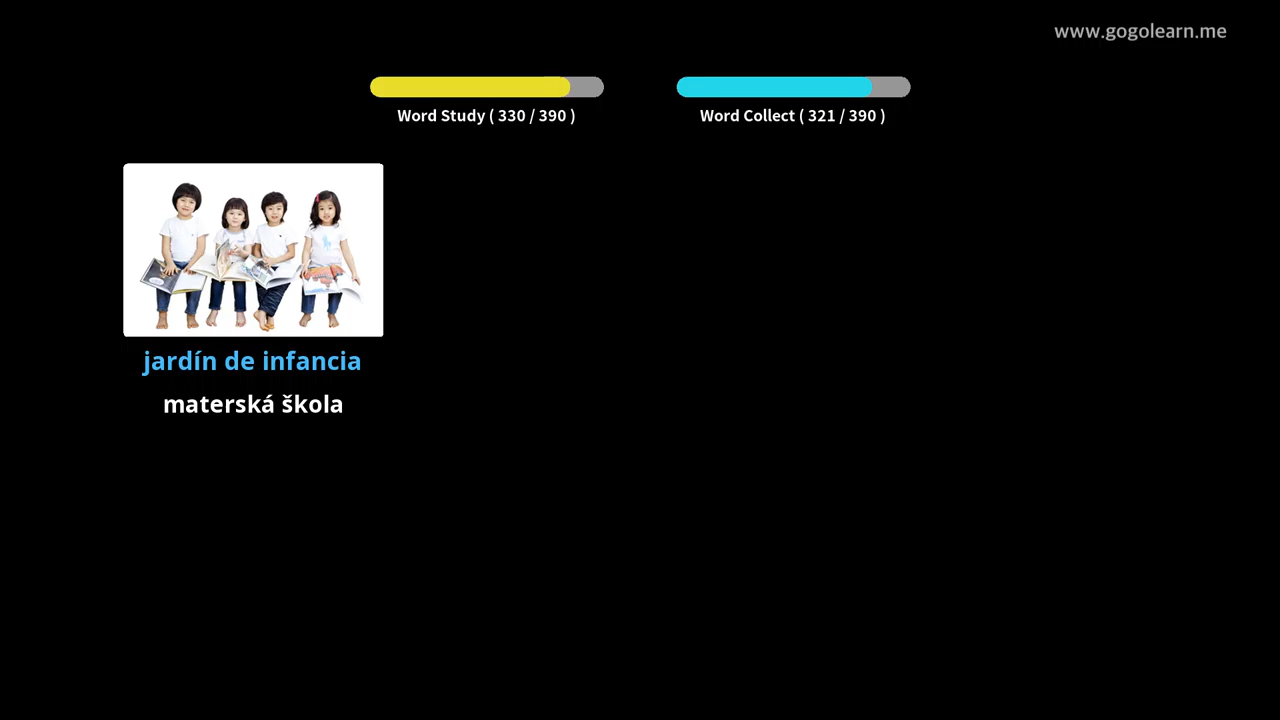 www.gogolearn.me
Word Study ( 330 / 390 )
Word Collect ( 321 / 390 )
jardín de infancia
materská škola